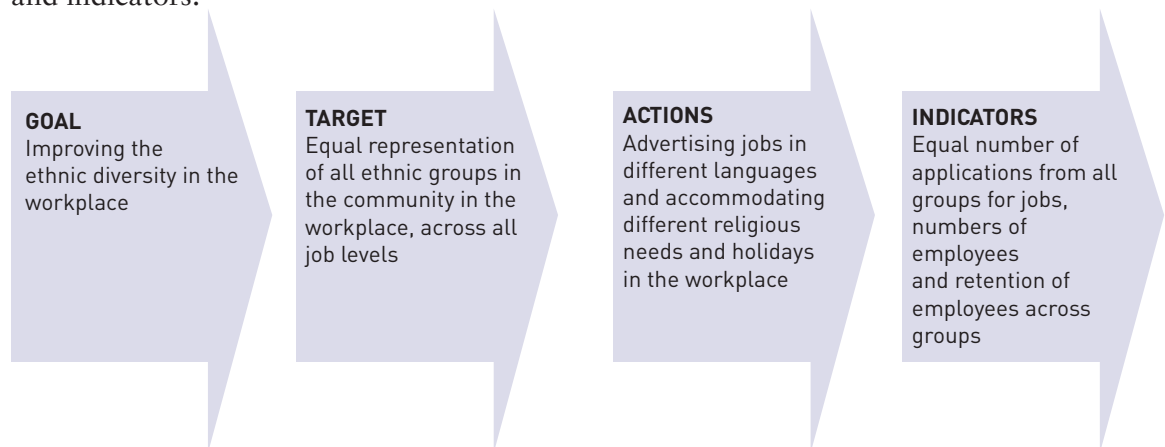 and indicators.
GOAL
Improving the
ethnic diversity in the
workplace
TARGET
Equal representation
of all ethnic groups in
the community in the
workplace, across all
job levels
ACTIONS
Advertising jobs in
different languages
and accommodating
different religious
needs and holidays
in the workplace
INDICATORS
Equal number of
applications from all
groups for jobs,
numbers of
employees
and retention of
employees across
groups